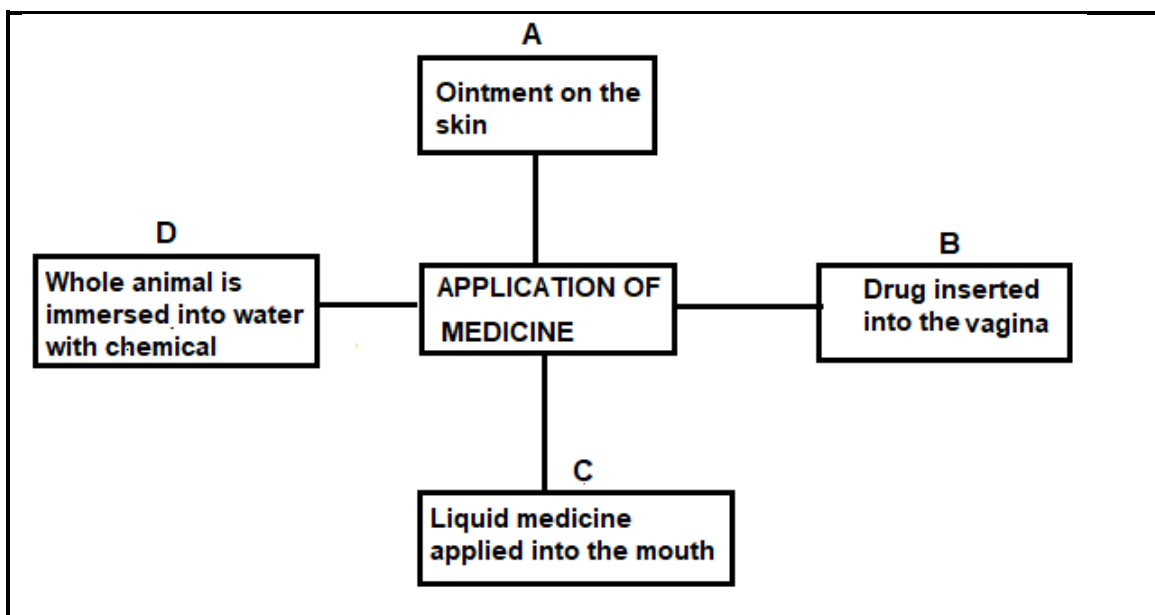 A
Ointment on the
skin
D
Whole animal is
immersed into water
with chemical
APPLICATION OF
MEDICINE
B
Drug inserted
into the vagina
C
Liquid medicine
applied into the mouth